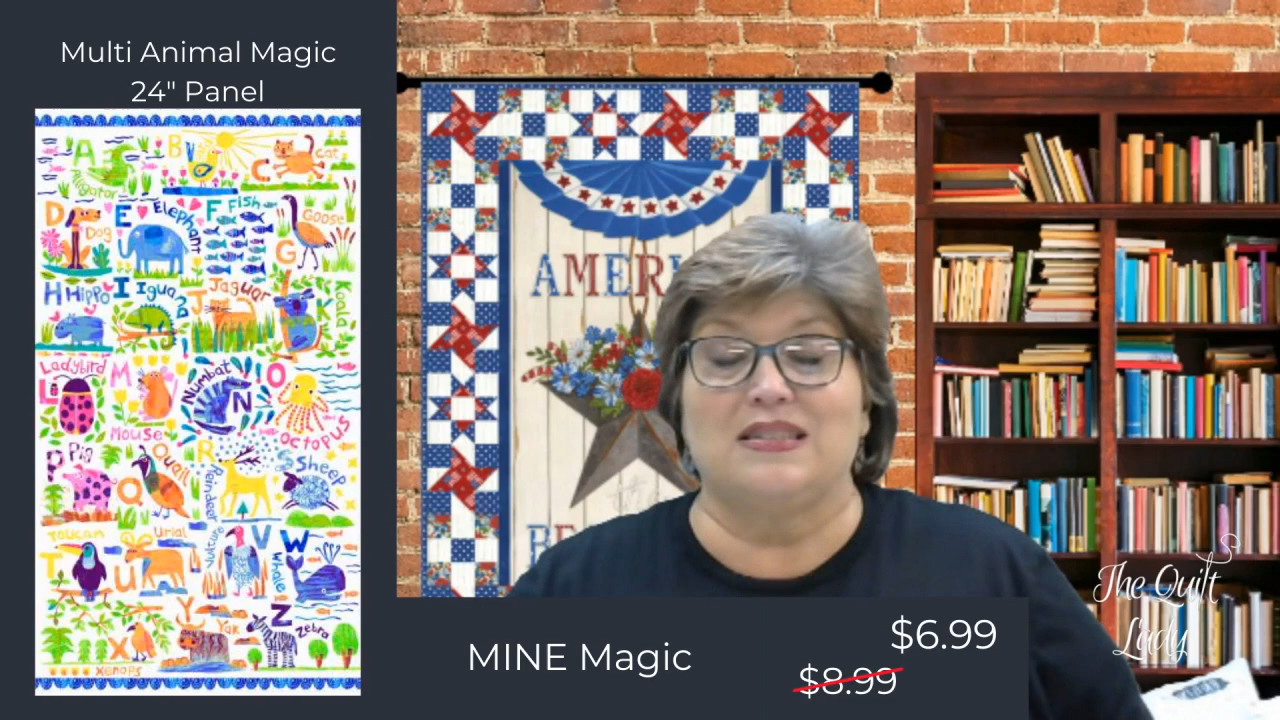 Multi Animal Magic
24" Panel
A
Alligator
B
C
cat
D
Dog
E
Elephant
F
Fish
G
Goose
H
Hippo
I
Iguana
J
Jaguar
K
Koala
L
Ladybird
M
Mouse
Numbat
N
O
octopus
P
Pig
Quail
Q
R
Reindeer
S
Sheep
Toucan
T
Urial
U
Vulture
V
W
Whale
X
xenops
Y
Yak
Z
Zebra
AMERI
MINE Magic
$6.99
$8.99
The Quilt
Lady